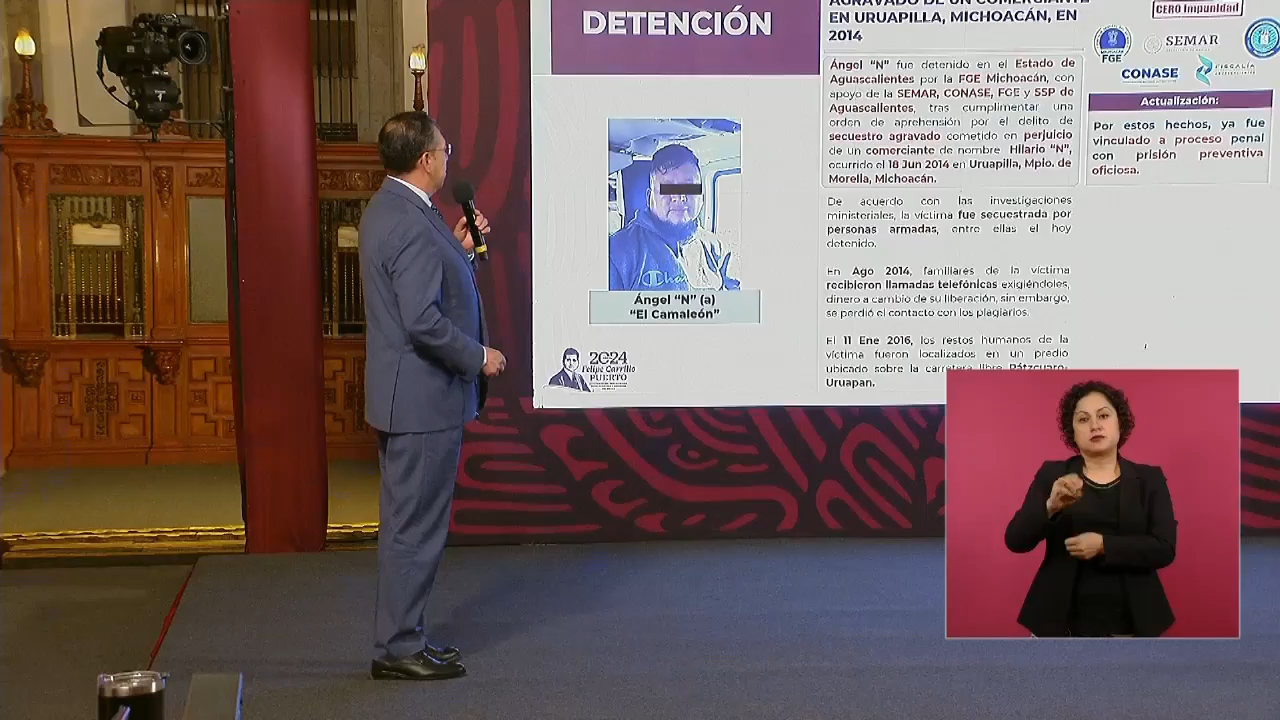 DETENCIÓN
AGRAVADO DE UN COMERCIANTE
EN URUAPILLA, MICHOACÁN, EN
2014
Ángel “N” fue detenido en el Estado de
Aguascalientes por la FGE Michoacán, con
apoyo de la SEMAR, CONASE, FGE y SSP de
Aguascalientes, tras cumplimentar una
orden de aprehensión por el delito de
secuestro agravado cometido en perjuicio
de un comerciante de nombre Hilario “N”,
ocurrido el 18 Jun 2014 en Uruapilla, Mpio. de
Morelia, Michoacán.
De acuerdo con las investigaciones
ministeriales, la víctima fue secuestrada por
personas armadas, entre ellas el hoy
detenido.
En Ago 2014, familiares de la víctima
recibieron llamadas telefónicas exigiéndoles,
dinero a cambio de su liberación, sin embargo,
se perdió el contacto con los plagiarios.
El 11 Ene 2016, los restos humanos de la
víctima fueron localizados en un predio
ubicado sobre la carretera libre Pátzcuaro-
Uruapan.
CERO Impunidad
FGE
SEMAR
CONASE
FISCALÍA
Actualización:
Por estos hechos, ya fue
vinculado a proceso penal
con prisión preventiva
oficiosa.
Ángel “N” (a)
“El Camaleón”
2024
Felipe Carrillo
PUERTO